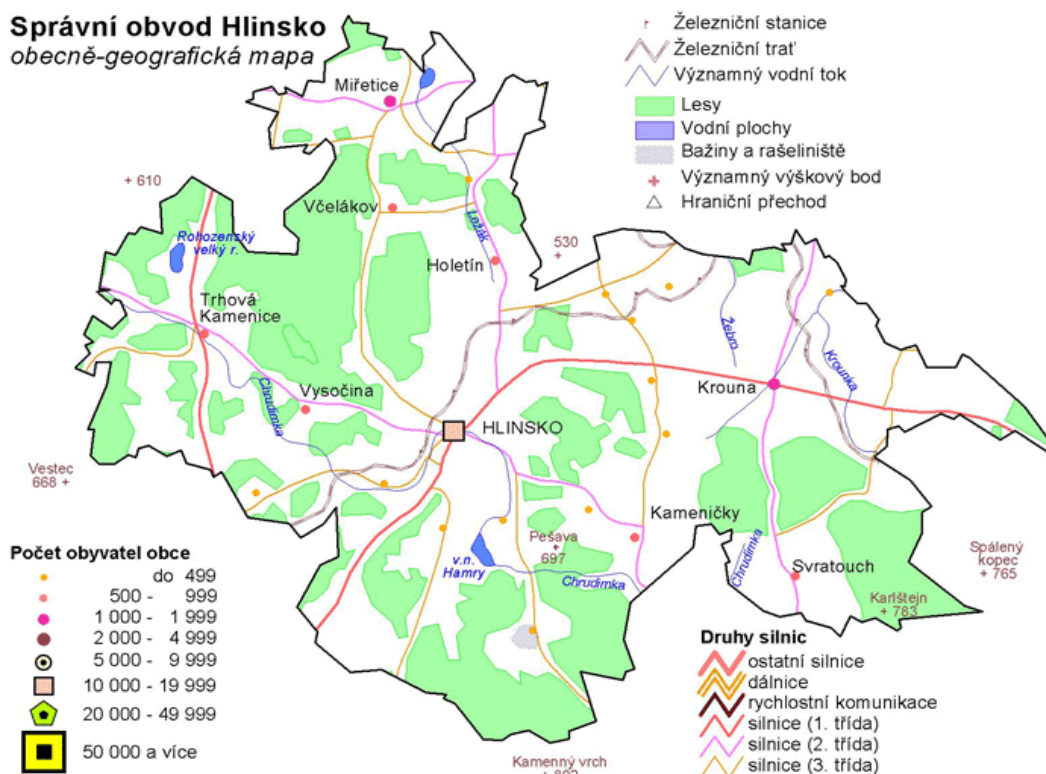 Správní obvod Hlinsko
obecně-geografická mapa
Železniční stanice
Železniční trať
Významný vodní tok
Lesy
Vodní plochy
Bažiny a rašeliniště
Významný výškový bod
Hraniční přechod
Miřetice
+ 610
Včelákov
Ležák
Rohozenský
velký r.
Holetín
530
+
Trhová
Kamenice
Žebro
Krounka
Vysočina
Krouna
Chrudimka
HLINSKO
Vestec
668 +
Kameničky
Pešava
+
697
v.n.
Hamry
Chrudimka
Chrudimka
Svratouch
Spálený
kopec
+ 765
Karlštejn
+ 783
Kamenný vrch
Počet obyvatel obce
do 499
500 - 999
1 000 - 1 999
2 000 - 4 999
5 000 - 9 999
10 000 - 19 999
20 000 - 49 999
50 000 a více
Druhy silnic
ostatní silnice
dálnice
rychlostní komunikace
silnice (1. třída)
silnice (2. třída)
silnice (3. třída)